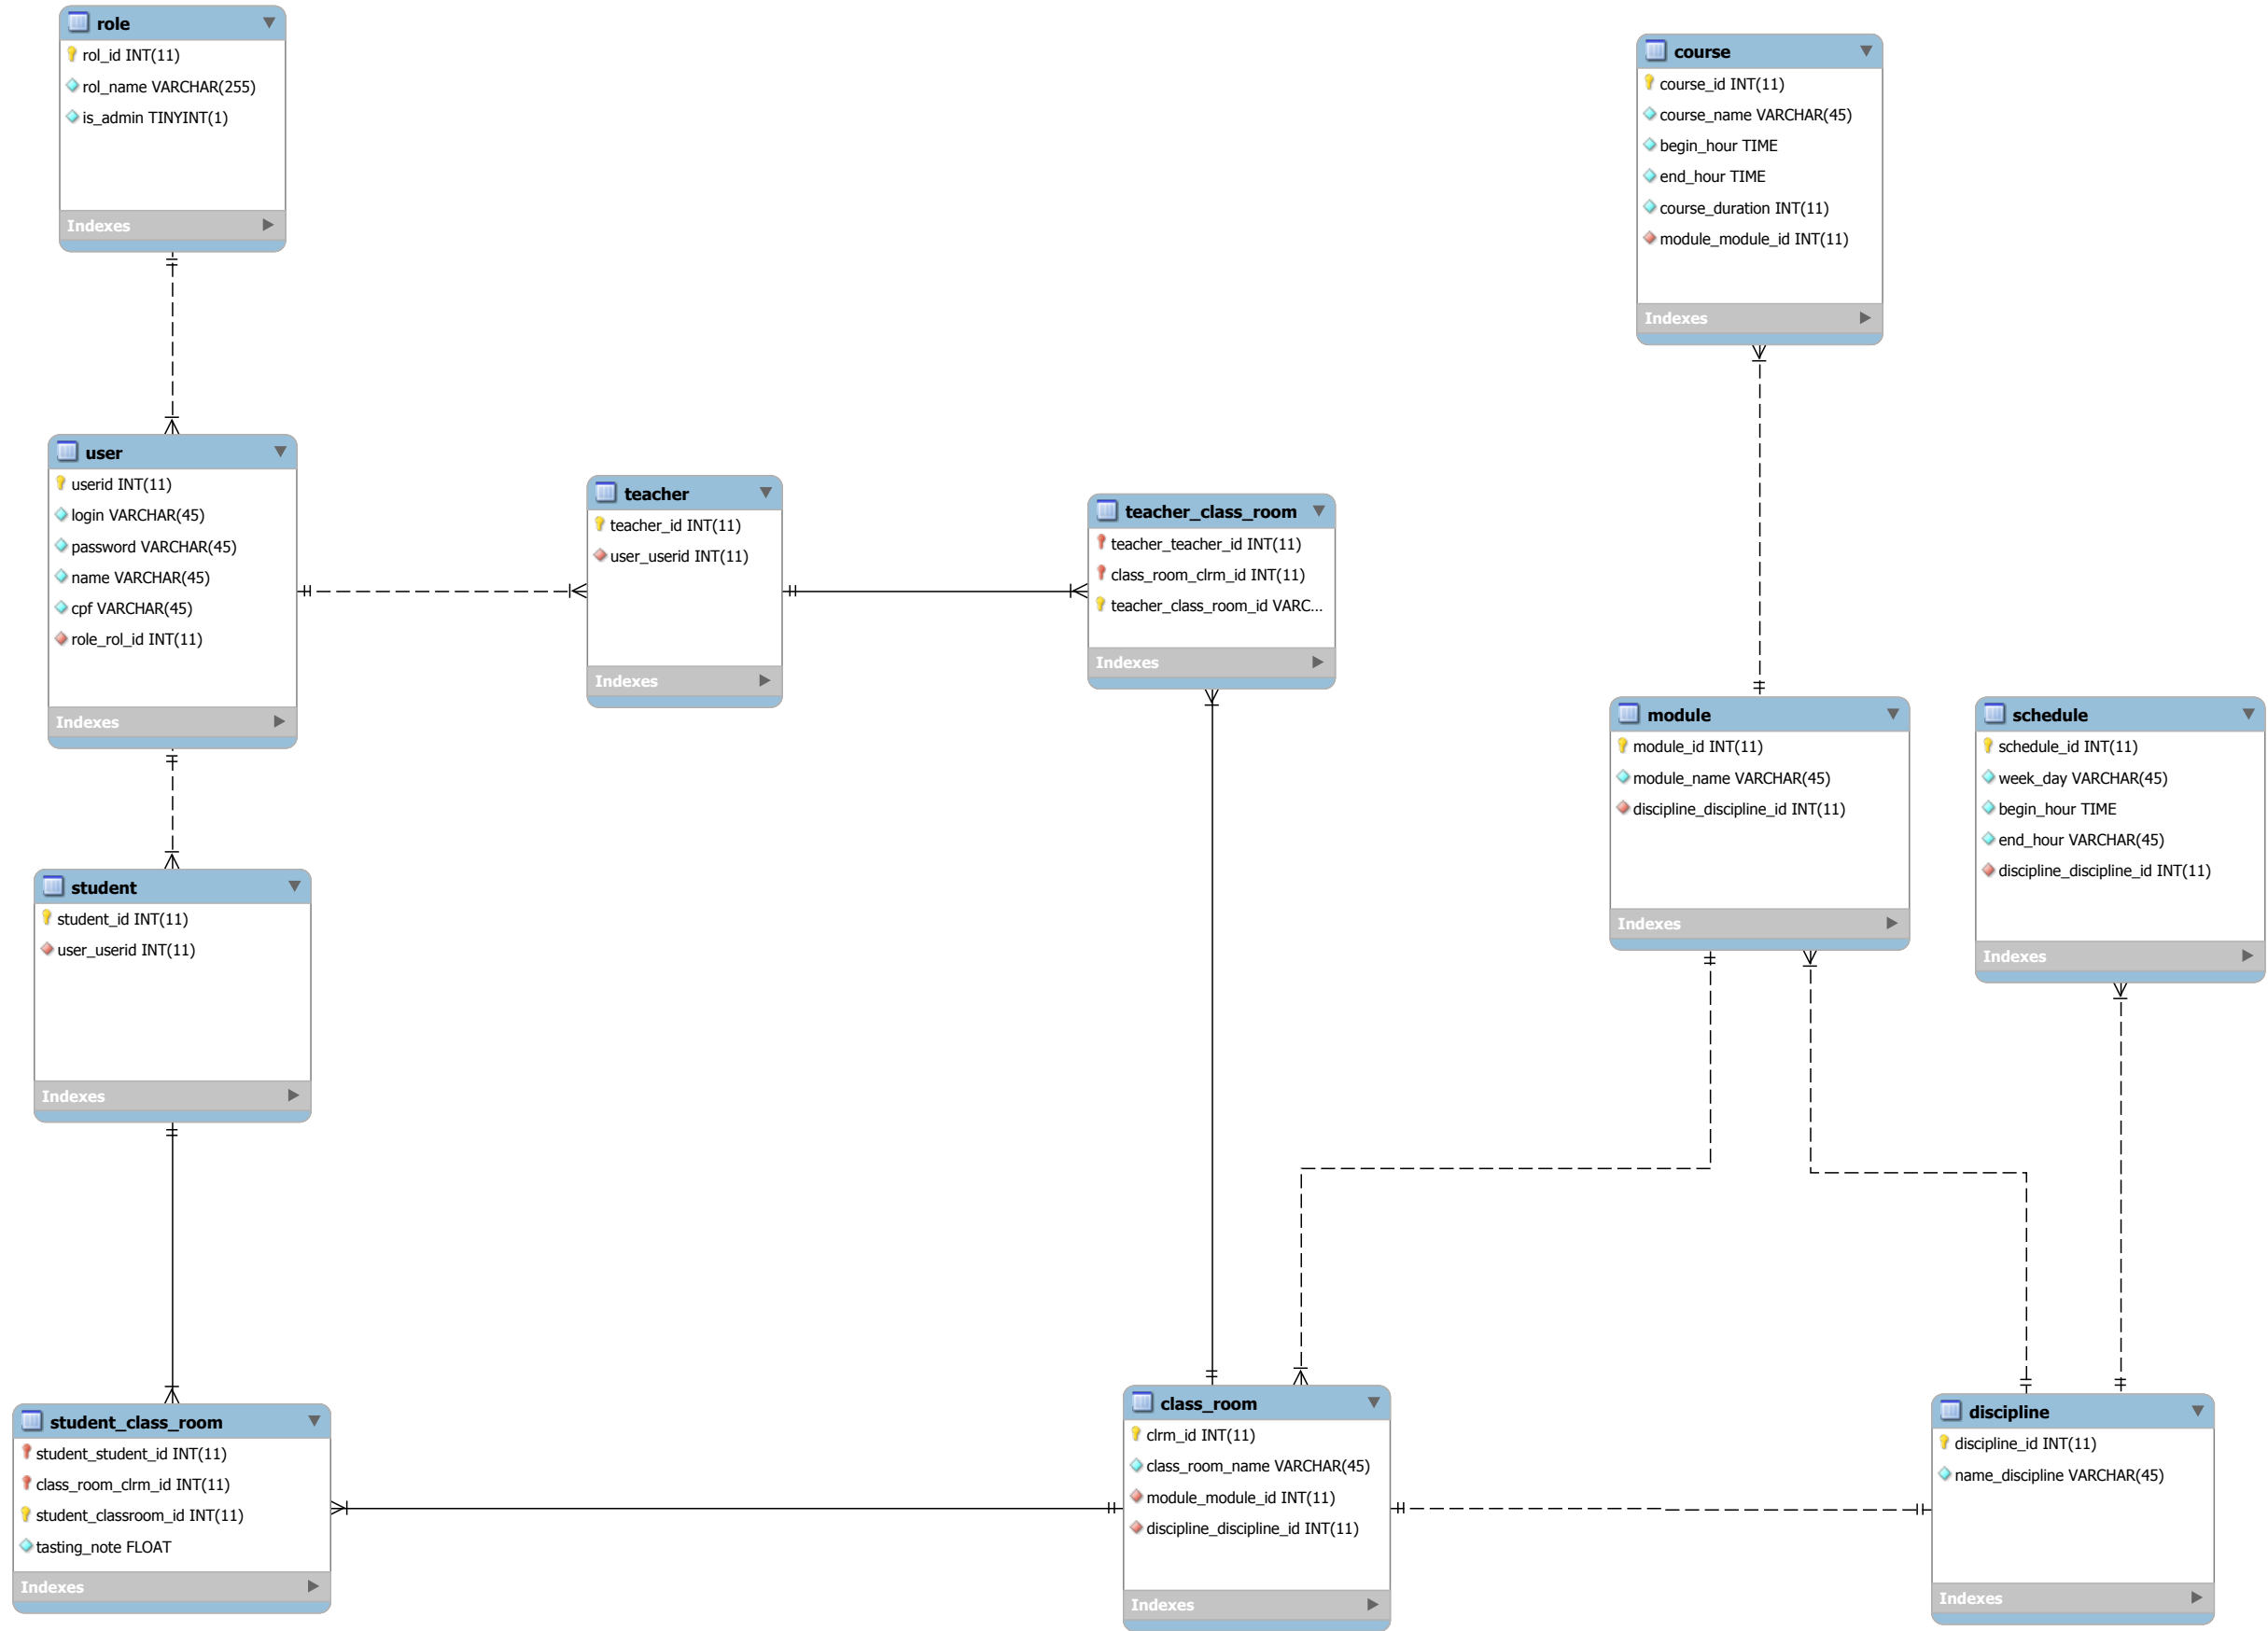 role
rol_id INT(11)
rol_name VARCHAR(255)
is_admin TINYINT(1)
Indexes
course
course_id INT(11)
course_name VARCHAR(45)
begin_hour TIME
end_hour TIME
course_duration INT(11)
module_module_id INT(11)
Indexes
user
userid INT(11)
login VARCHAR(45)
password VARCHAR(45)
name VARCHAR(45)
cpf VARCHAR(45)
role_rol_id INT(11)
Indexes
teacher
teacher_id INT(11)
user_userid INT(11)
Indexes
teacher_class_room
teacher_teacher_id INT(11)
class_room_clrm_id INT(11)
teacher_class_room_id VARC...
Indexes
module
module_id INT(11)
module_name VARCHAR(45)
discipline_discipline_id INT(11)
Indexes
schedule
schedule_id INT(11)
week_day VARCHAR(45)
begin_hour TIME
end_hour VARCHAR(45)
discipline_discipline_id INT(11)
Indexes
student
student_id INT(11)
user_userid INT(11)
Indexes
student_class_room
student_student_id INT(11)
class_room_clrm_id INT(11)
student_classroom_id INT(11)
tasting_note FLOAT
Indexes
class_room
clrm_id INT(11)
class_room_name VARCHAR(45)
module_module_id INT(11)
discipline_discipline_id INT(11)
Indexes
discipline
discipline_id INT(11)
name_discipline VARCHAR(45)
Indexes